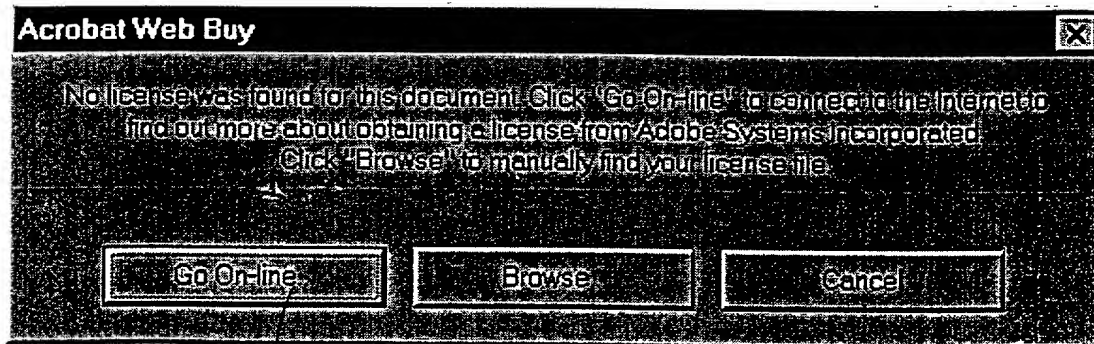 Acrobat Web Buy
No license was found for this document. Click "Go On-line" to connect to the Internet to
find out more about obtaining a license from Adobe Systems Incorporated.
Click "Browse" to manually find your license file.
Go On-line
Browse
Cancel